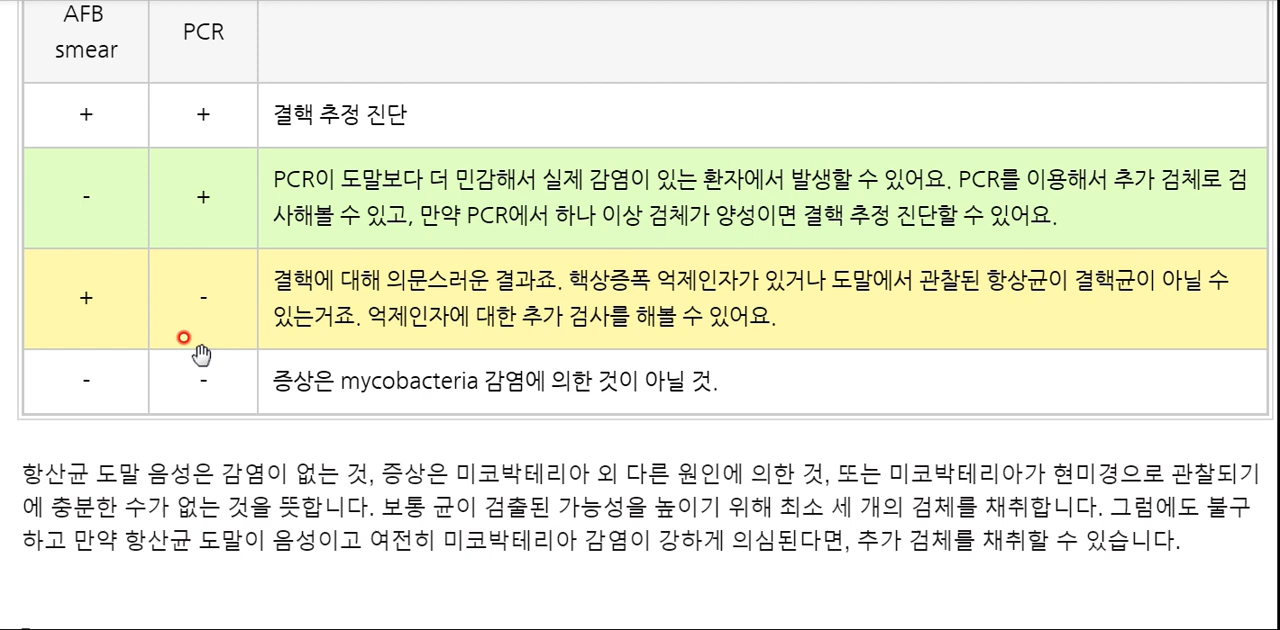 AFB
smear
PCR
+
+
결핵 추정 진단
-
+
PCR이 도말보다 더 민감해서 실제 감염이 있는 환자에서 발생할 수 있어요. PCR를 이용해서 추가 검체로 검
사해볼 수 있고, 만약 PCR에서 하나 이상 검체가 양성이면 결핵 추정 진단할 수 있어요.
+
-
결핵에 대해 의문스러운 결과죠. 핵상증폭 억제인자가 있거나 도말에서 관찰된 항상균이 결핵균이 아닐 수
있는거죠. 억제인자에 대한 추가 검사를 해볼 수 있어요.
-
-
증상은 mycobacteria 감염에 의한 것이 아닐 것.
항산균 도말 음성은 감염이 없는 것, 증상은 미코박테리아 외 다른 원인에 의한 것, 또는 미코박테리아가 현미경으로 관찰되기
에 충분한 수가 없는 것을 뜻합니다. 보통 균이 검출된 가능성을 높이기 위해 최소 세 개의 검체를 채취합니다. 그럼에도 불구
하고 만약 항산균 도말이 음성이고 여전히 미코박테리아 감염이 강하게 의심된다면, 추가 검체를 채취할 수 있습니다.